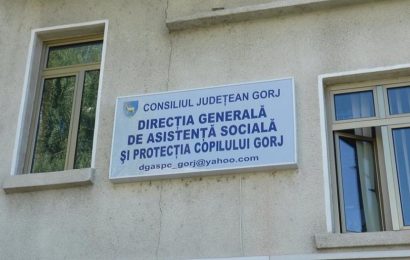 CONSILIUL JUDEȚEAN GORJ
DIRECȚIA GENERALĂ
DE ASISTENȚĂ SOCIALĂ
ȘI PROTECȚIA COPILULUI GORJ
dgaspc_gorj@yahoo.com